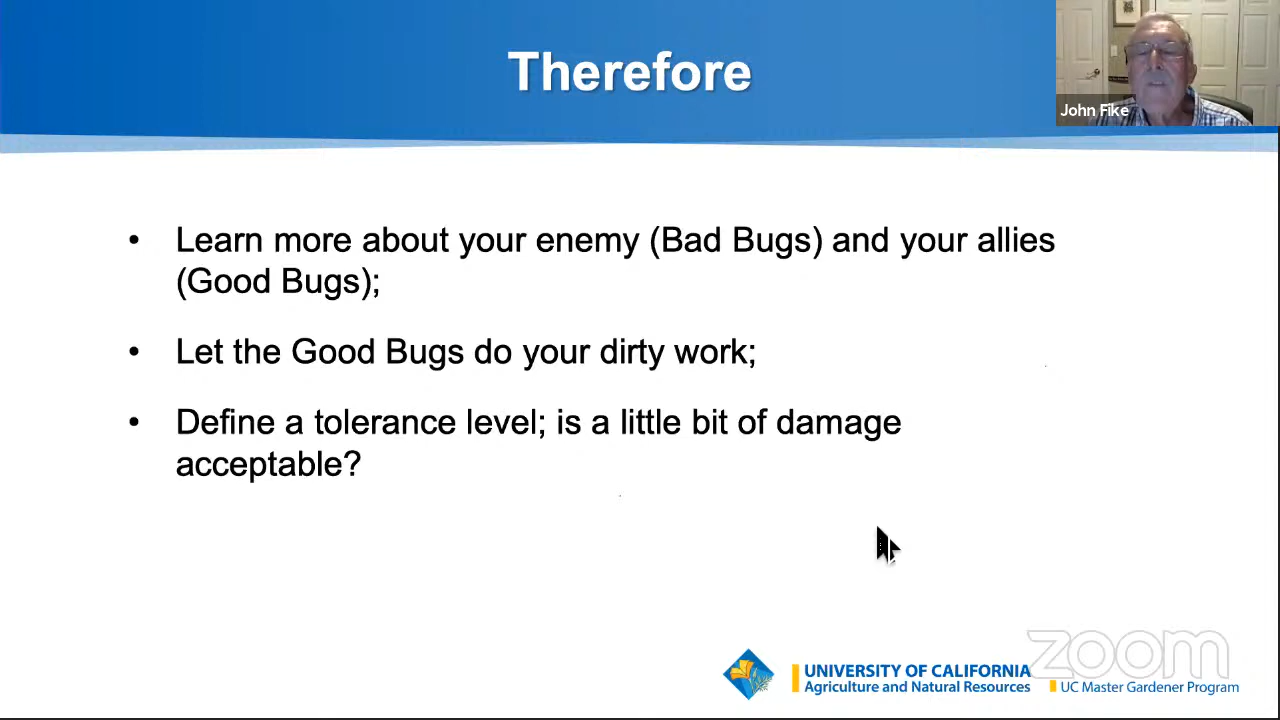 Therefore
John Fike
• Learn more about your enemy (Bad Bugs) and your allies
(Good Bugs);
• Let the Good Bugs do your dirty work;
• Define a tolerance level; is a little bit of damage
acceptable?
zoom
UNIVERSITY OF CALIFORNIA
Agriculture and Natural Resources
UC Master Gardener Program